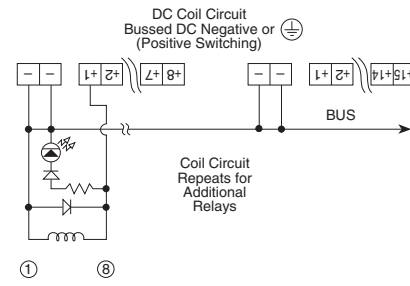 DC Coil Circuit
Bussed DC Negative or
(Positive Switching)
– – +1 +2 +7 +8 – – +1 +2 +14 +15
BUS
Coil Circuit
Repeats for
Additional
Relays
1 8